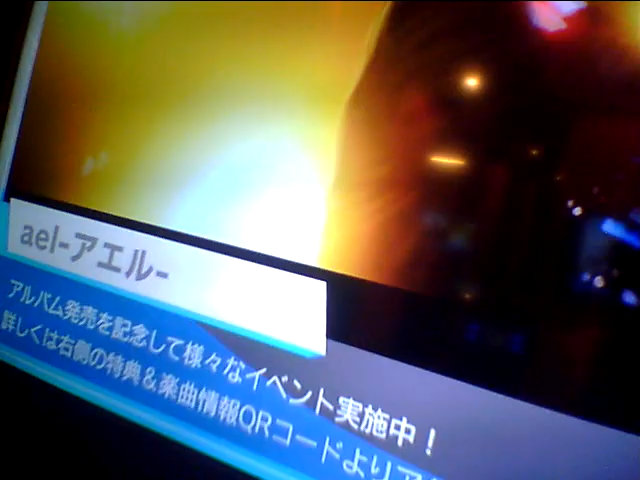 ael-アエル-
アルバム発売を記念して様々なイベント実施中！
詳しくは右側の特典＆楽曲情報QRコードよりア